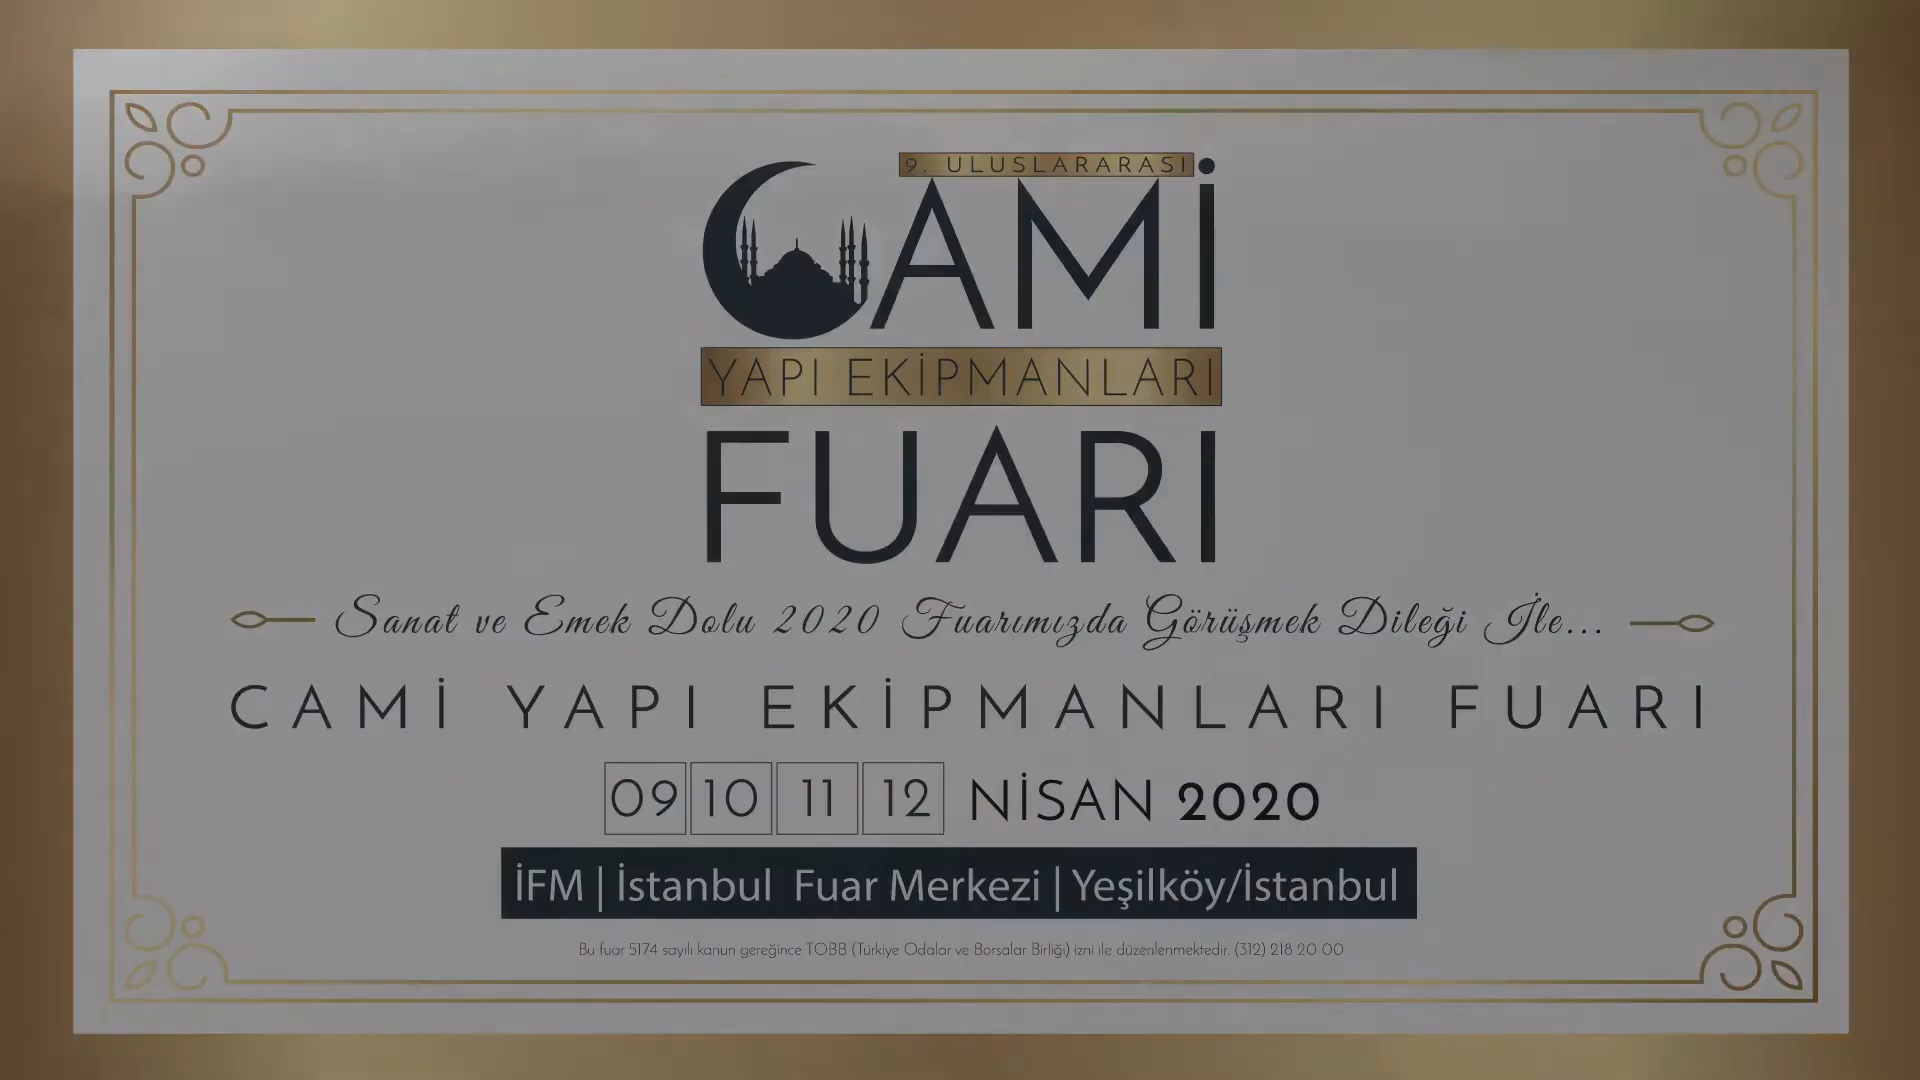 9. ULUSLARARASI
CAMİ
YAPI EKİPMANLARI
FUARI
Sanat ve Emek Dolu 2020 Fuarımızda Görüşmek Dileği İle...
CAMİ YAPI EKİPMANLARI FUARI
09 10 11 12 NİSAN 2020
İFM | İstanbul Fuar Merkezi | Yeşilköy/İstanbul
Bu fuar 5174 sayılı kanun gereğince TOBB (Türkiye Odalar ve Borsalar Birliği) izni ile düzenlenmektedir. (312) 218 20 00